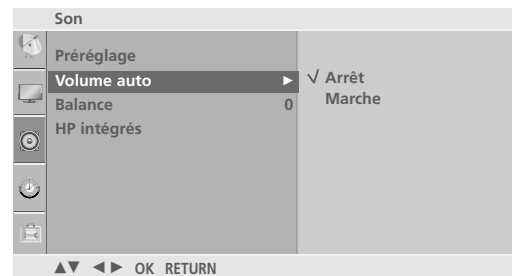 Son
Préréglage
Volume auto ►
Balance 0
HP intégrés
√ Arrêt
Marche
▲▼ ◄► OK RETURN